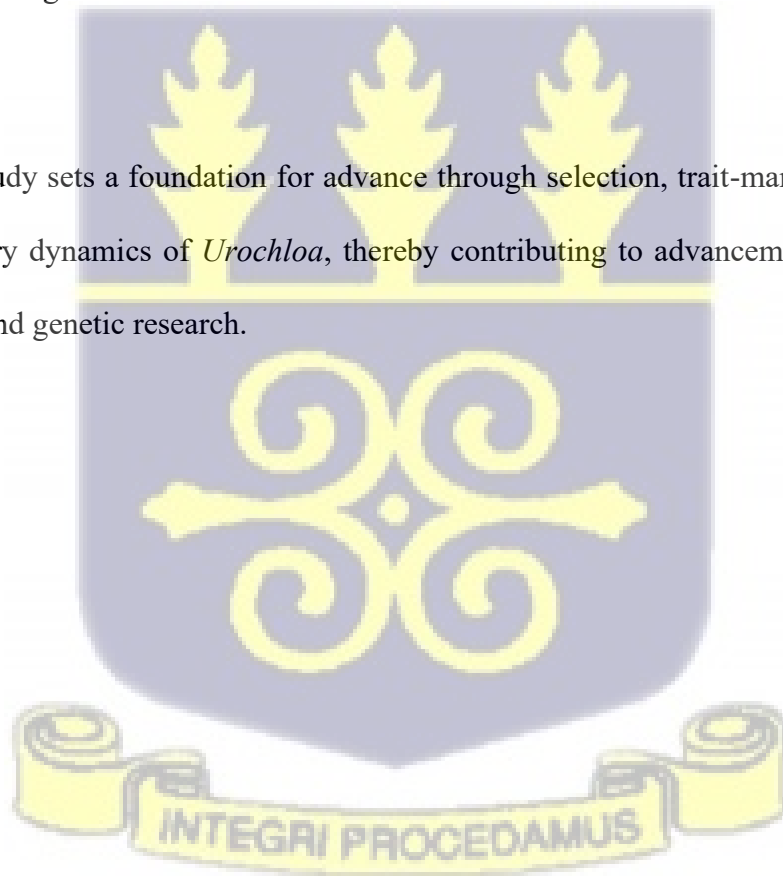 udy sets a foundation for advance through selection, trait-mar
ry dynamics of Urochloa, thereby contributing to advancem
nd genetic research.
INTEGRI PROCEDAMUS